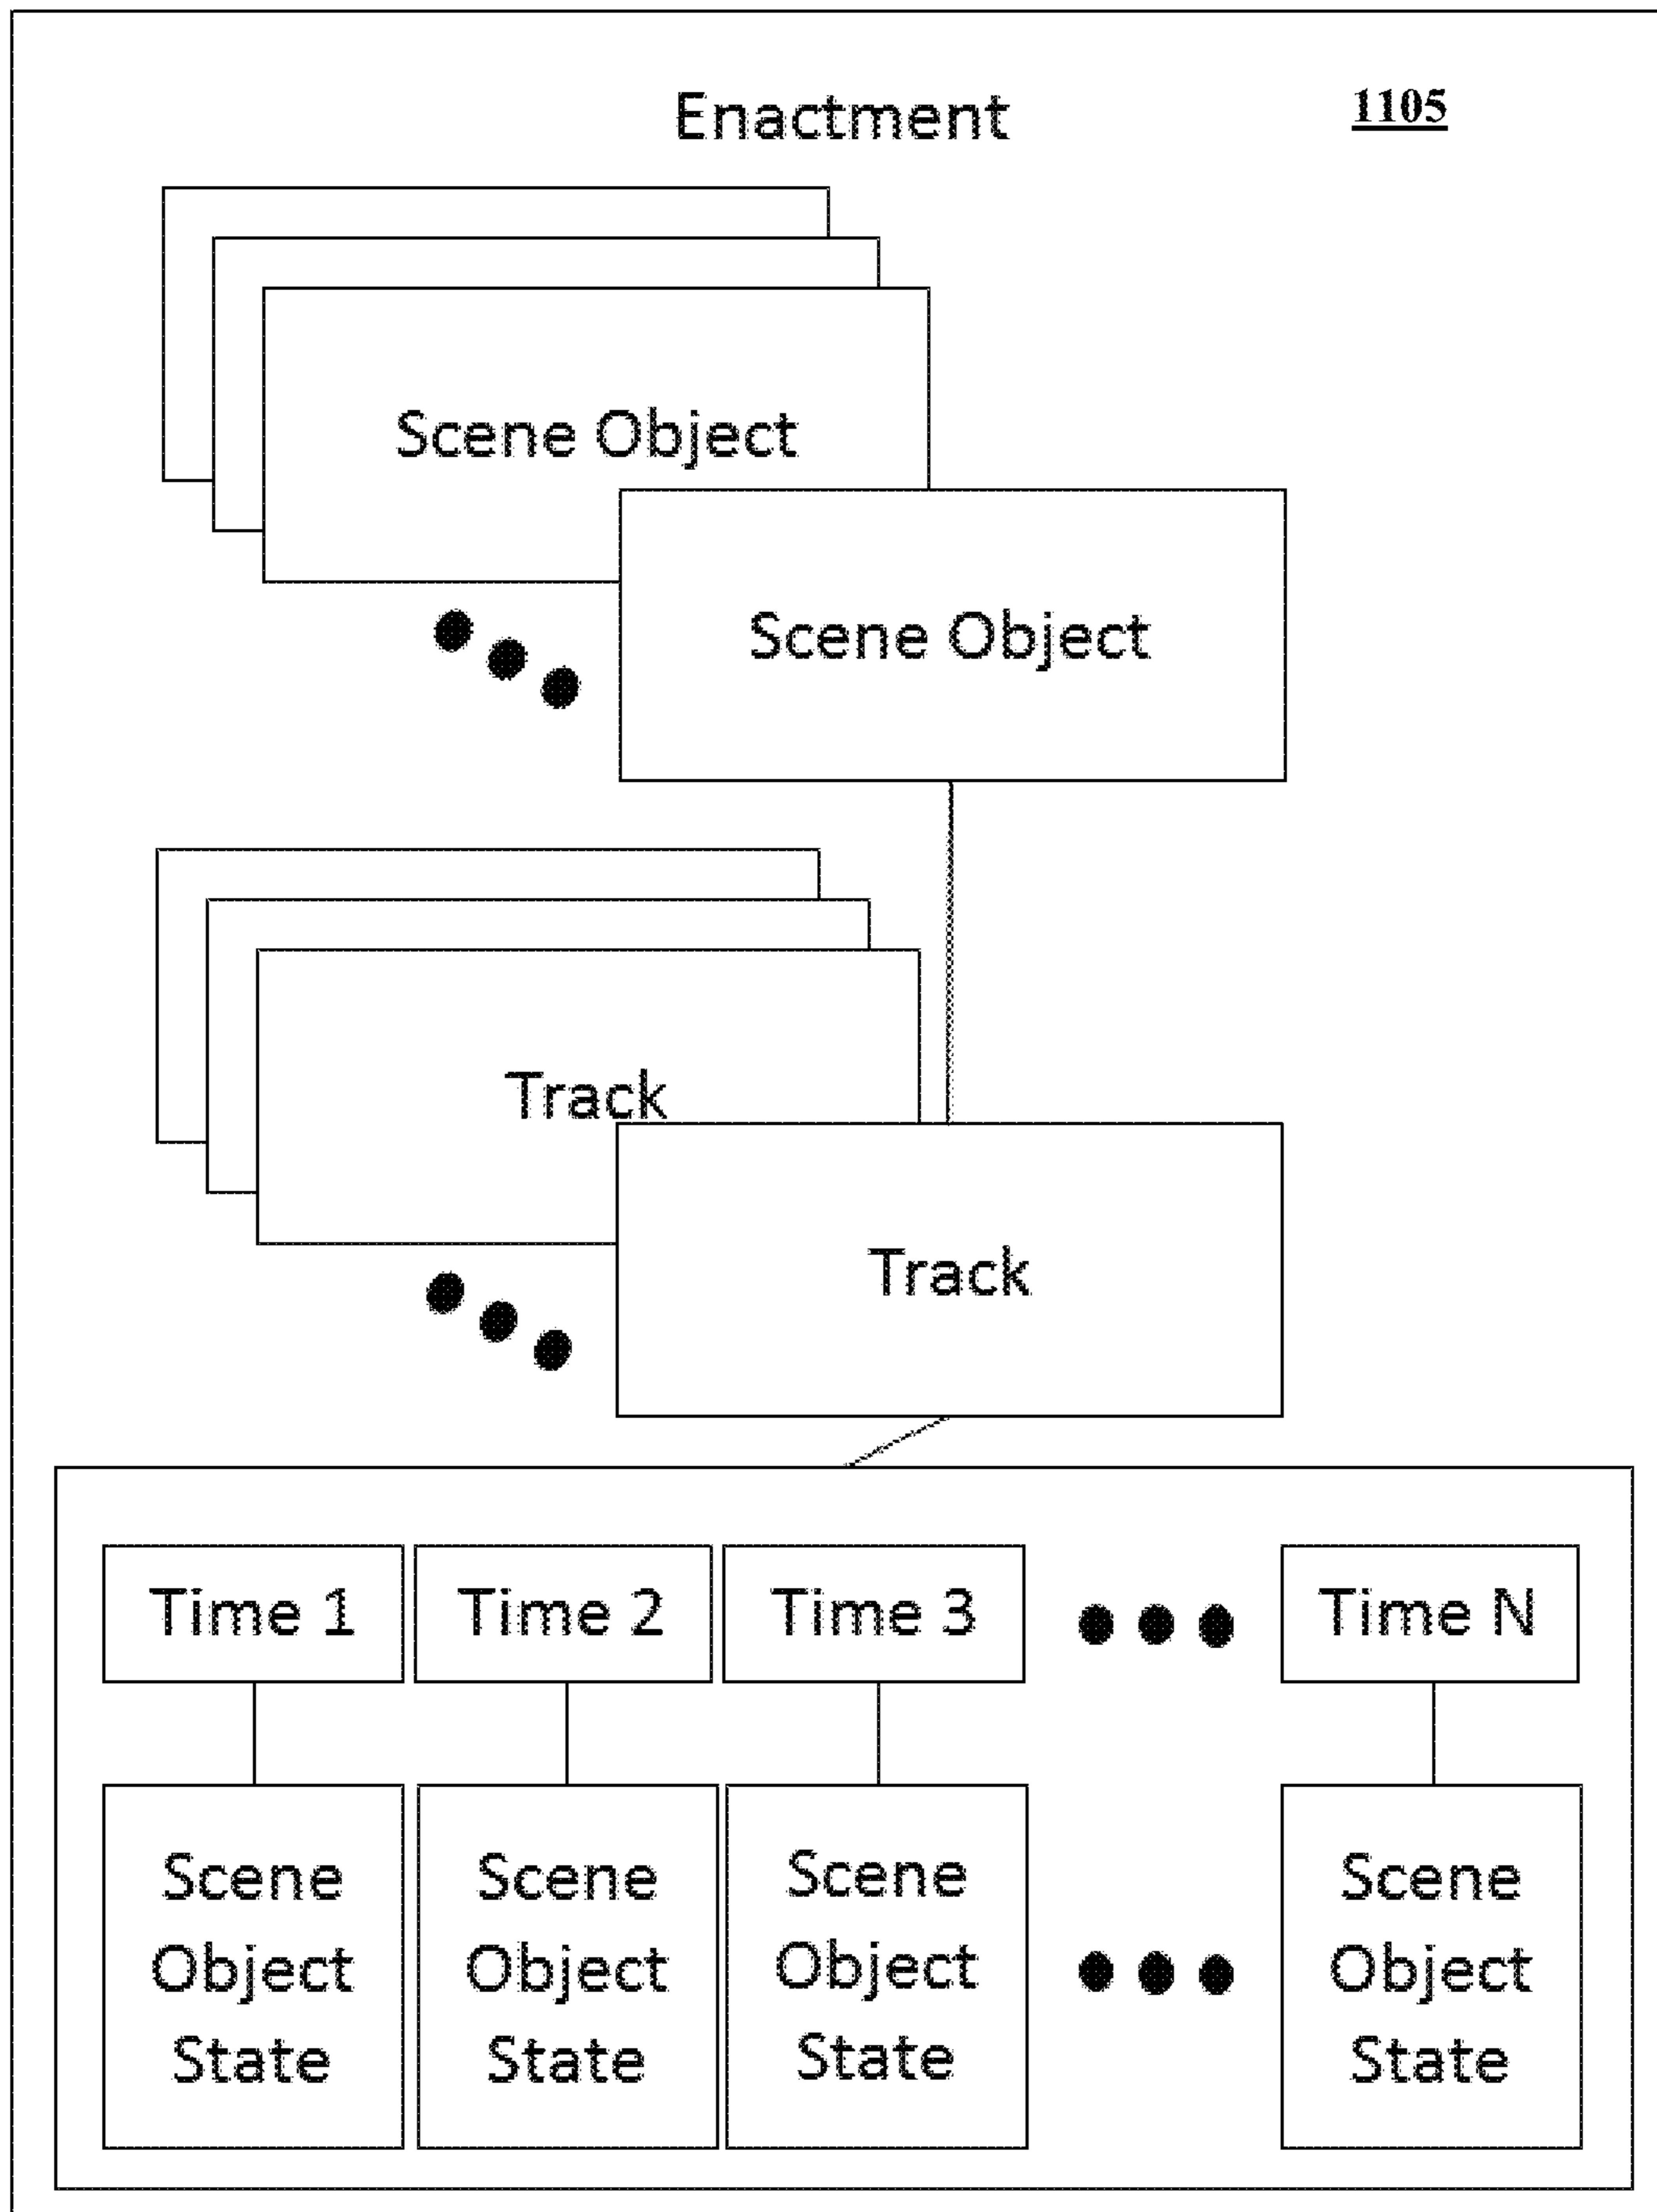 Enactment
1105
Scene Object
Scene Object
Track
Track
Time 1
Time 2
Time 3
Time N
Scene
Object
State
Scene
Object
State
Scene
Object
State
Scene
Object
State